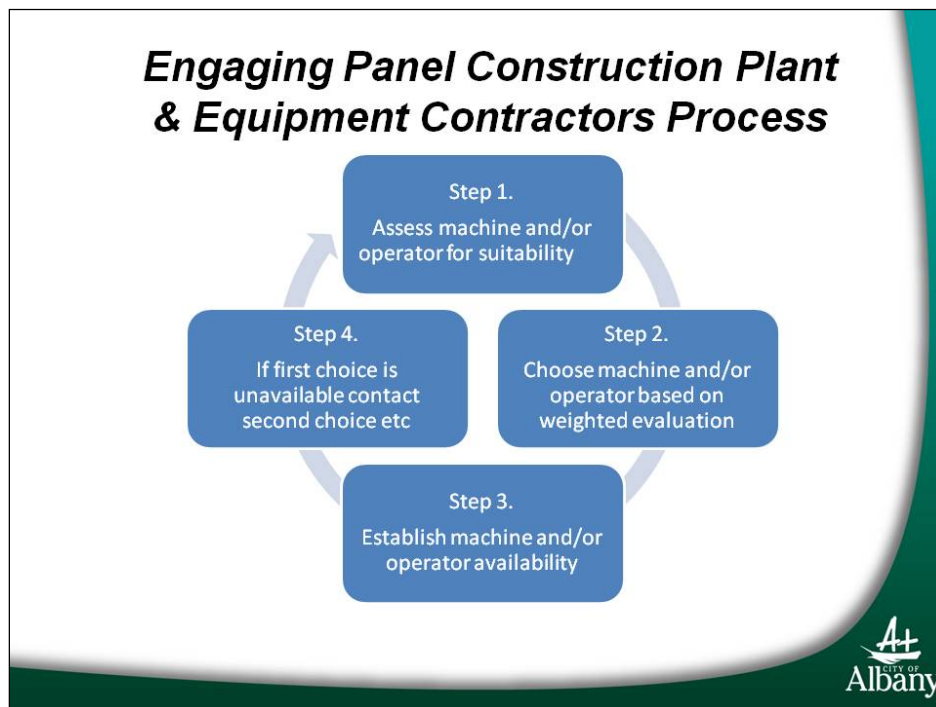 Engaging Panel Construction Plant
& Equipment Contractors Process
Step 1.
Assess machine and/or
operator for suitability
Step 2.
Choose machine and/or
operator based on
weighted evaluation
Step 3.
Establish machine and/or
operator availability
Step 4.
If first choice is
unavailable contact
second choice etc
A+
CITY OF
Albany